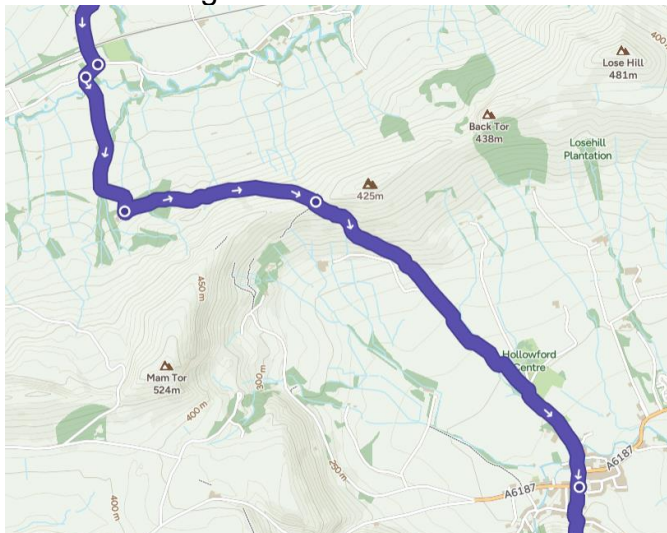 Lose Hill
481m
400
Back Tor
438m
Losehill
Plantation
425m
450 m
Mam Tor
524m
300 m
400 m
Hollowford
Centre
250 m
A6187
A6187
400 m